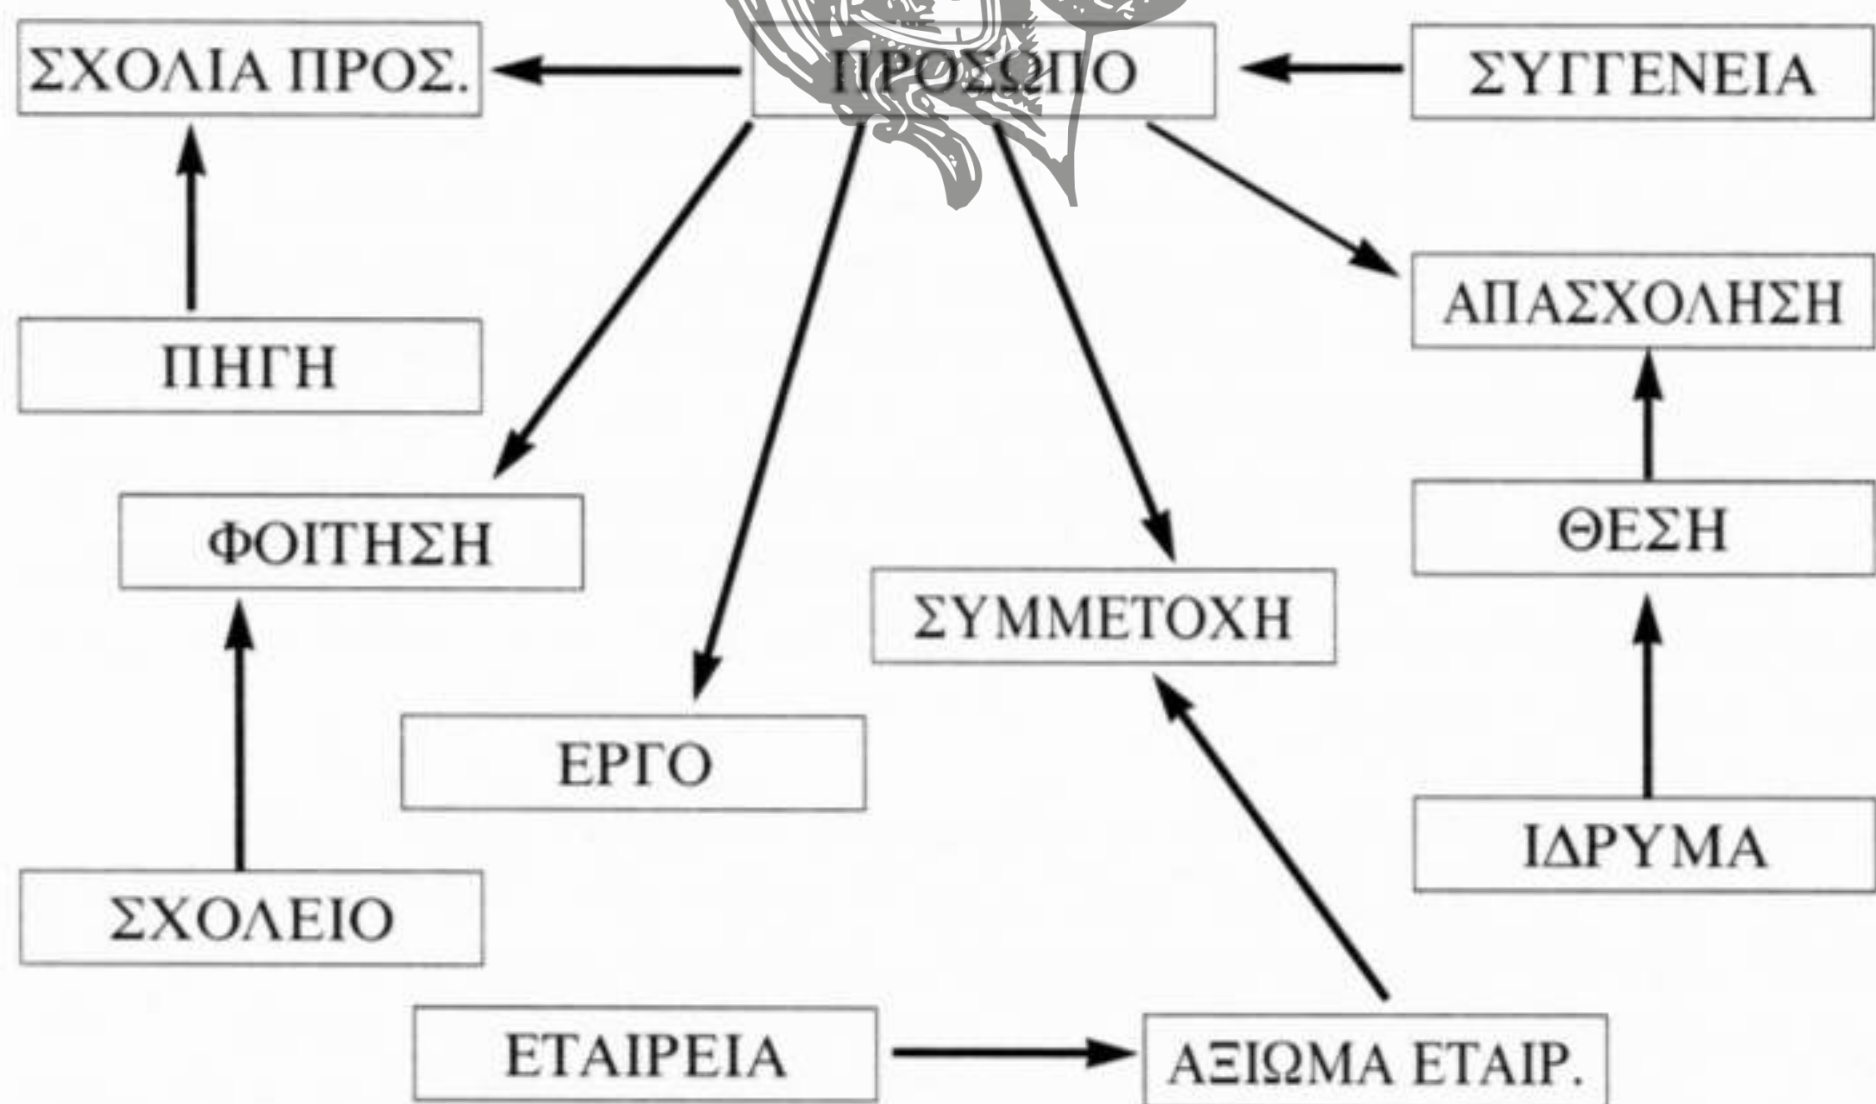 ΣΧΟΛΙΑ ΠΡΟΣ.
ΠΡΟΣΩΠΟ
ΣΥΓΓΕΝΕΙΑ
ΑΠΑΣΧΟΛΗΣΗ
ΠΗΓΗ
ΦΟΙΤΗΣΗ
ΘΕΣΗ
ΣΥΜΜΕΤΟΧΗ
ΕΡΓΟ
ΙΔΡΥΜΑ
ΣΧΟΛΕΙΟ
ΕΤΑΙΡΕΙΑ
ΑΞΙΩΜΑ ΕΤΑΙΡ.